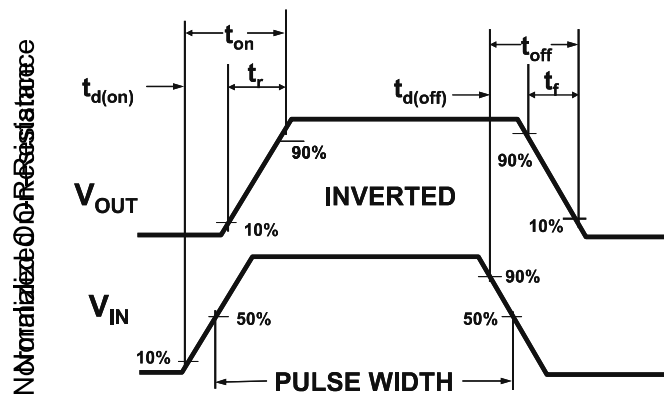 t_on
t_off
t_d(on)
t_r
t_d(off)
t_f
90%
90%
V_OUT
INVERTED
10%
10%
90%
V_IN
50%
50%
10%
PULSE WIDTH